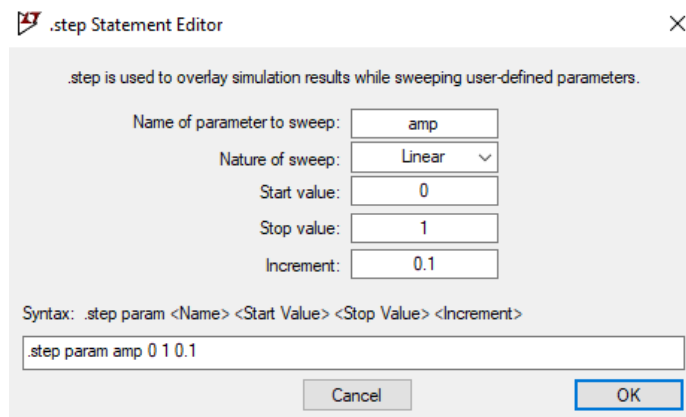 .step Statement Editor
.step is used to overlay simulation results while sweeping user-defined parameters.
Name of parameter to sweep: amp
Nature of sweep: Linear
Start value: 0
Stop value: 1
Increment: 0.1
Syntax: .step param <Name> <Start Value> <Stop Value> <Increment>
.step param amp 0 1 0.1
Cancel OK